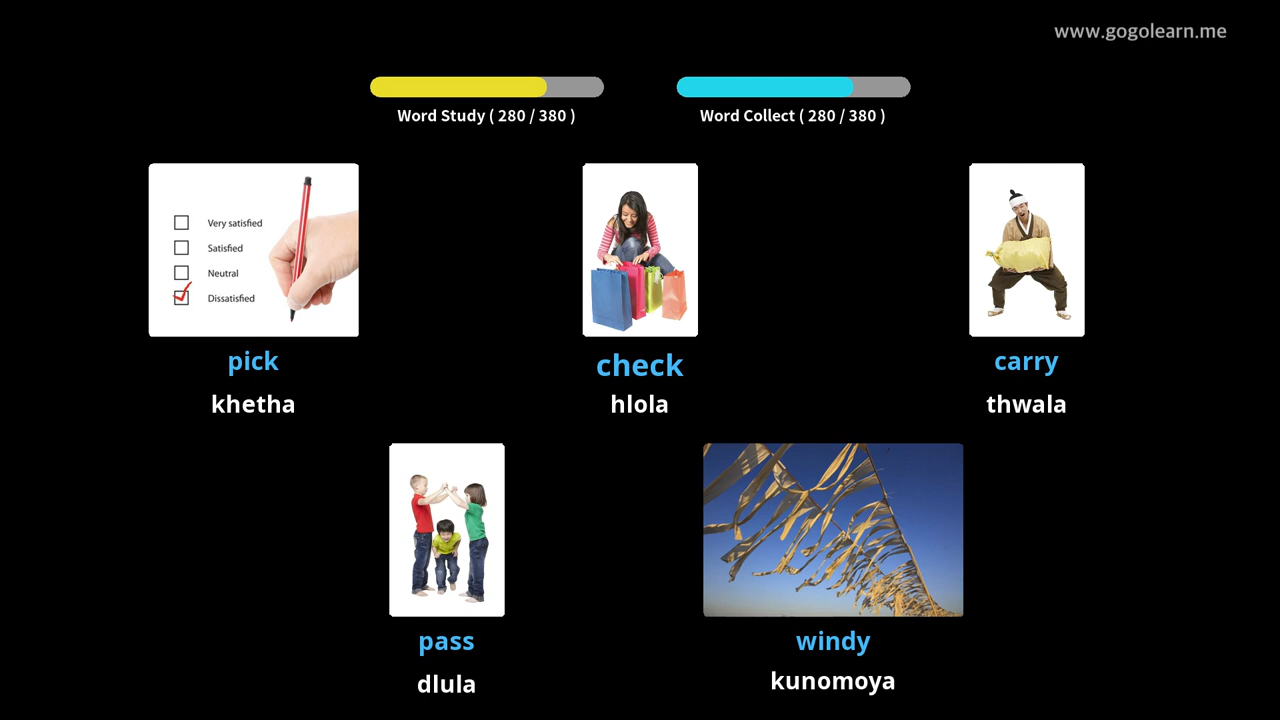 www.gogolearn.me
Word Study ( 280 / 380 )
Word Collect ( 280 / 380 )
Very satisfied
Satisfied
Neutral
Dissatisfied
pick
check
carry
khetha
hlola
thwala
pass
windy
dlula
kunomoya